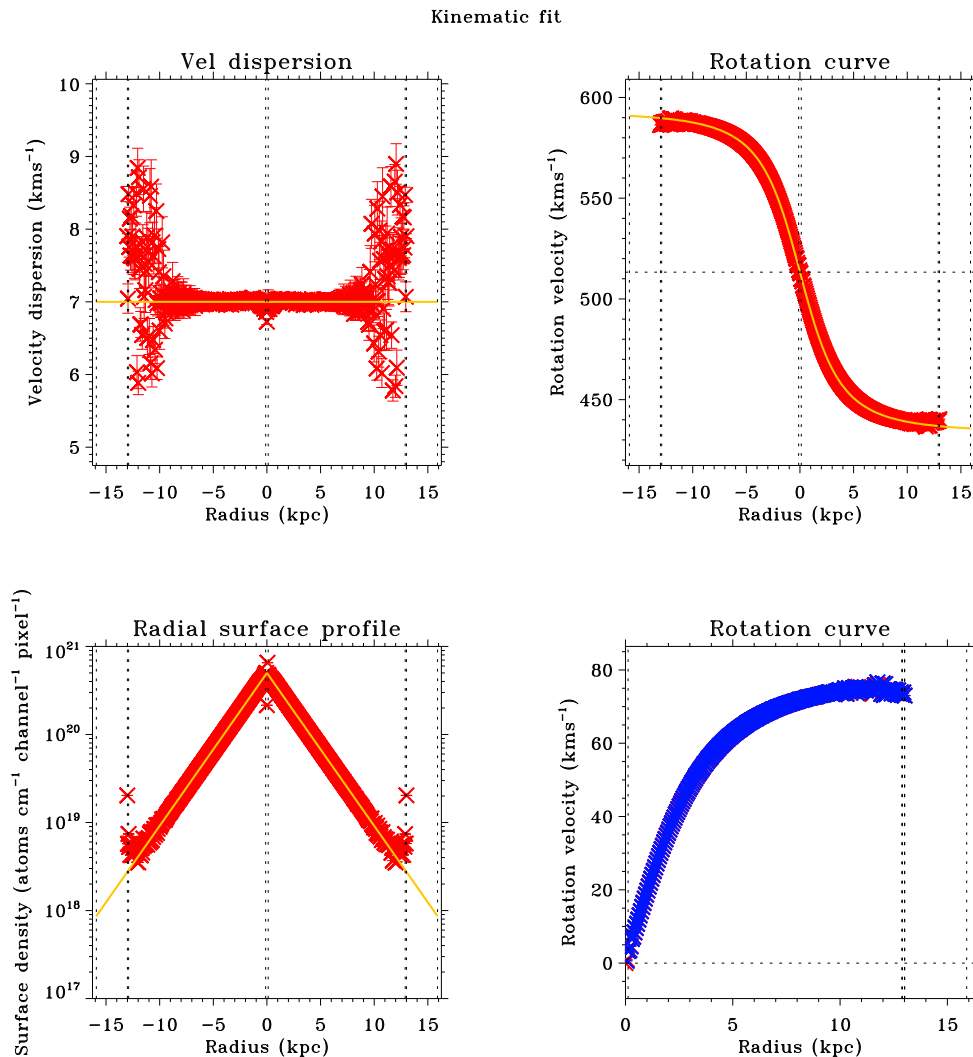 Kinematic fit
Vel dispersion
Velocity dispersion (kms⁻¹)
10
9
8
7
6
5
−15 −10 −5 0 5 10 15
Radius (kpc)
Rotation curve
Rotation velocity (kms⁻¹)
600
550
500
450
−15 −10 −5 0 5 10 15
Radius (kpc)
Radial surface profile
Surface density (atoms cm⁻¹ channel⁻¹ pixel⁻¹)
10²¹
10²⁰
10¹⁹
10¹⁸
10¹⁷
−15 −10 −5 0 5 10 15
Radius (kpc)
Rotation curve
Rotation velocity (kms⁻¹)
80
60
40
20
0
0 5 10 15
Radius (kpc)